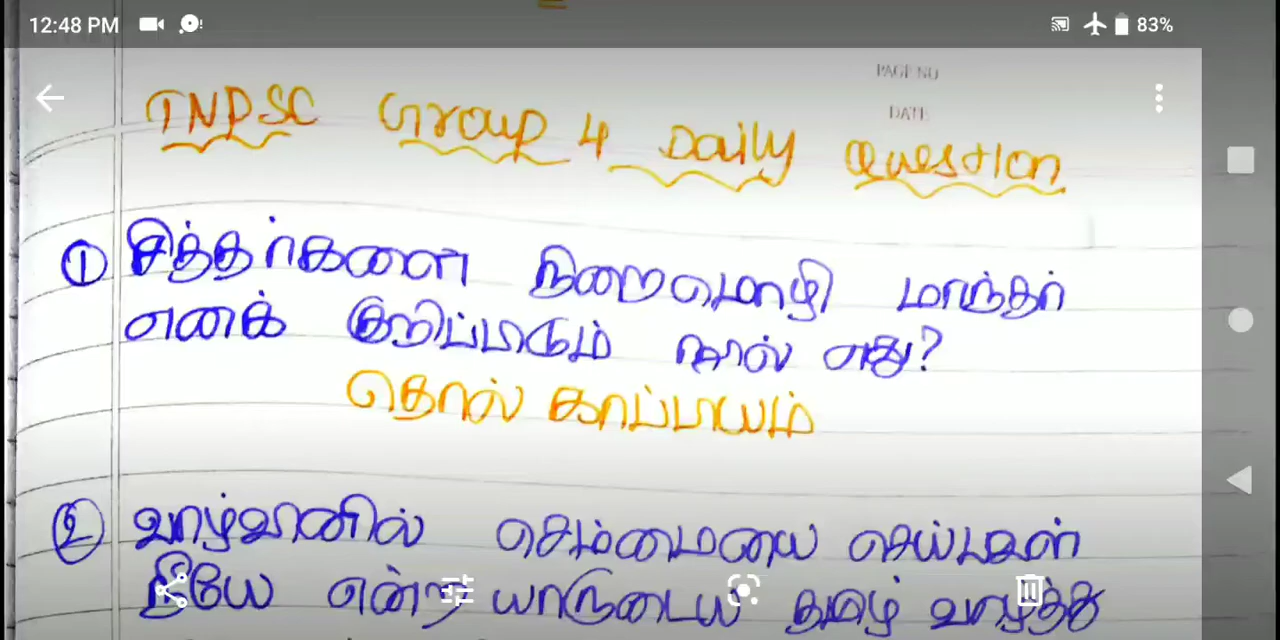 12:48 PM
83%
PAGE NO
DATE
TNPSC Group 4 Daily Question
① சித்தர்களை நிறைமொழி மாந்தர்
எனக் குறிப்பிடும் நூல் எது?
தொல் காப்பியம்
② வாழ்வினில் செம்மையை செய்பவள்
நீயே என்ற யாருடைய தமிழ் வாழ்த்து